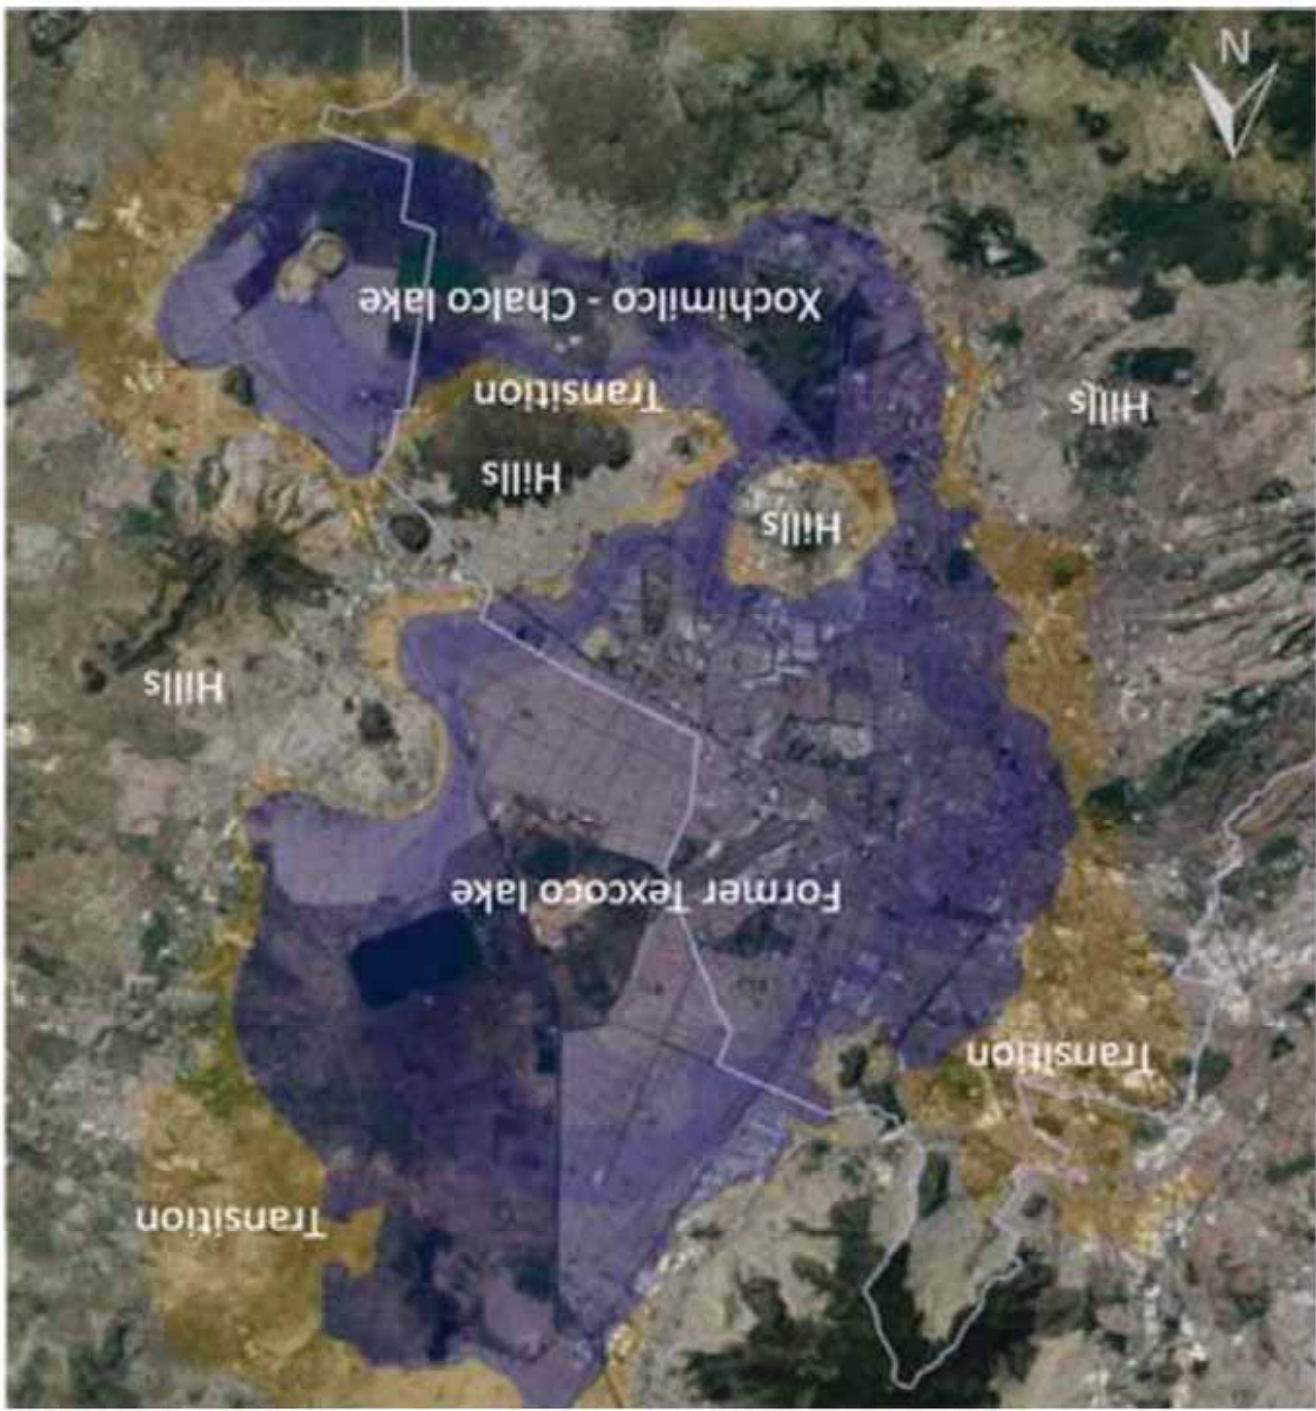 Transition
Transition
Former Texcoco lake
Hills
Hills
Hills
Hills
Transition
Xochimilco - Chalco lake
N